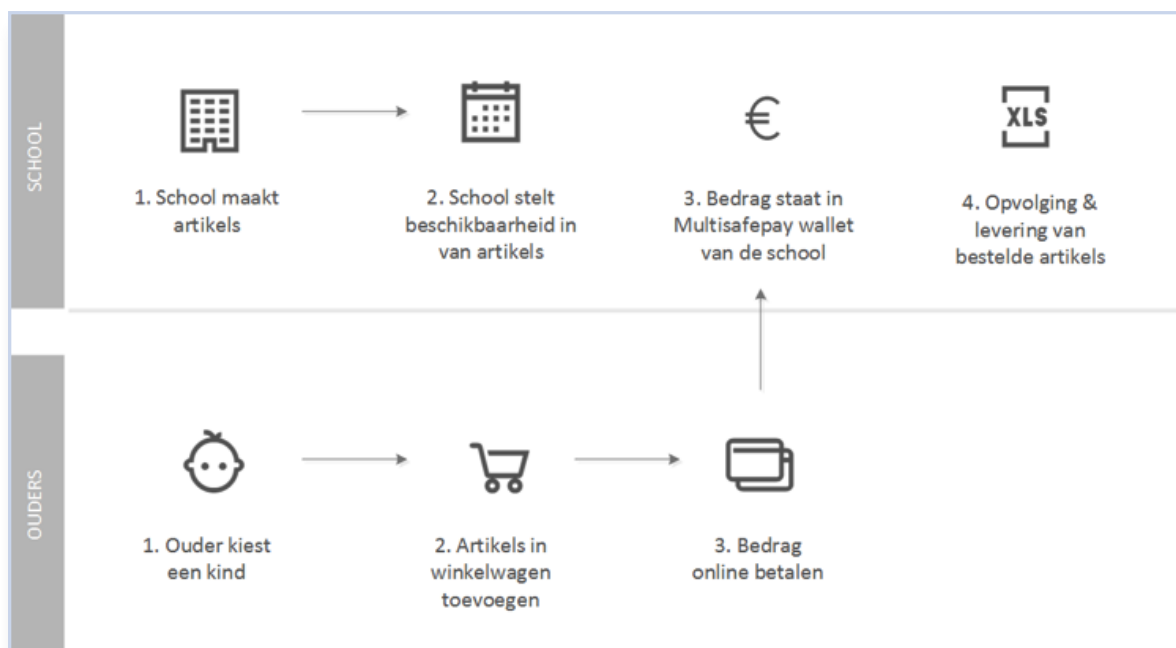 SCHOOL
XLS
1. School maakt
artikels
2. School stelt
beschikbaarheid in
van artikels
3. Bedrag staat in
Multisafepay wallet
van de school
4. Opvolging &
levering van
bestelde artikels
OUDERS
1. Ouder kiest
een kind
2. Artikels in
winkelwagen
toevoegen
3. Bedrag
online betalen